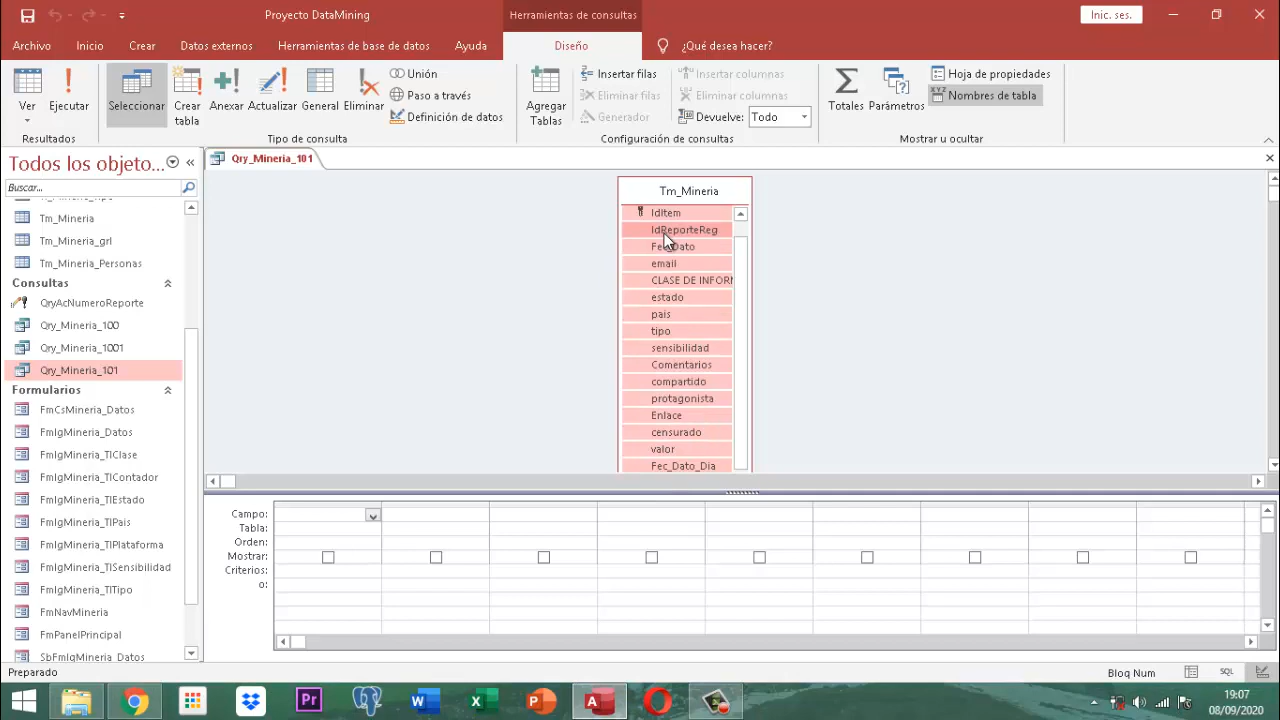 Proyecto DataMining
Herramientas de consultas
Inic. ses.
Archivo Inicio Crear Datos externos Herramientas de base de datos Ayuda Diseño ¿Qué desea hacer?
Ver
Ejecutar
Seleccionar
Crear
tabla
Anexar
Actualizar
General
Eliminar
Unión
Paso a través
Definición de datos
Agregar
Tablas
Insertar filas
Eliminar filas
Generador
Insertar columnas
Eliminar columnas
Devuelve: Todo
Totales
Parámetros
Hoja de propiedades
Nombres de tabla
Resultados
Tipo de consulta
Configuración de consultas
Mostrar u ocultar
Todos los objeto...
Buscar...
Tm_Mineria
Tm_Mineria_grl
Tm_Mineria_Personas
Consultas
QryAcNumeroReporte
Qry_Mineria_100
Qry_Mineria_1001
Qry_Mineria_101
Formularios
FmCsMineria_Datos
FmIgMineria_Datos
FmIgMineria_TlClase
FmIgMineria_TlContador
FmIgMineria_TlEstado
FmIgMineria_TlPais
FmIgMineria_TlPlataforma
FmIgMineria_TlSensibilidad
FmIgMineria_TlTipo
FmNavMineria
FmPanelPrincipal
SbFmIgMineria_Datos
Qry_Mineria_101
Tm_Mineria
IdItem
IdReporteReg
email
CLASE DE INFOR
estado
pais
tipo
sensibilidad
Comentarios
compartido
protagonista
Enlace
censurado
valor
Fec_Dato_Dia
Campo:
Tabla:
Orden:
Mostrar:
Criterios:
o:
Preparado
Bloq Num
SQL
19:07
08/09/2020